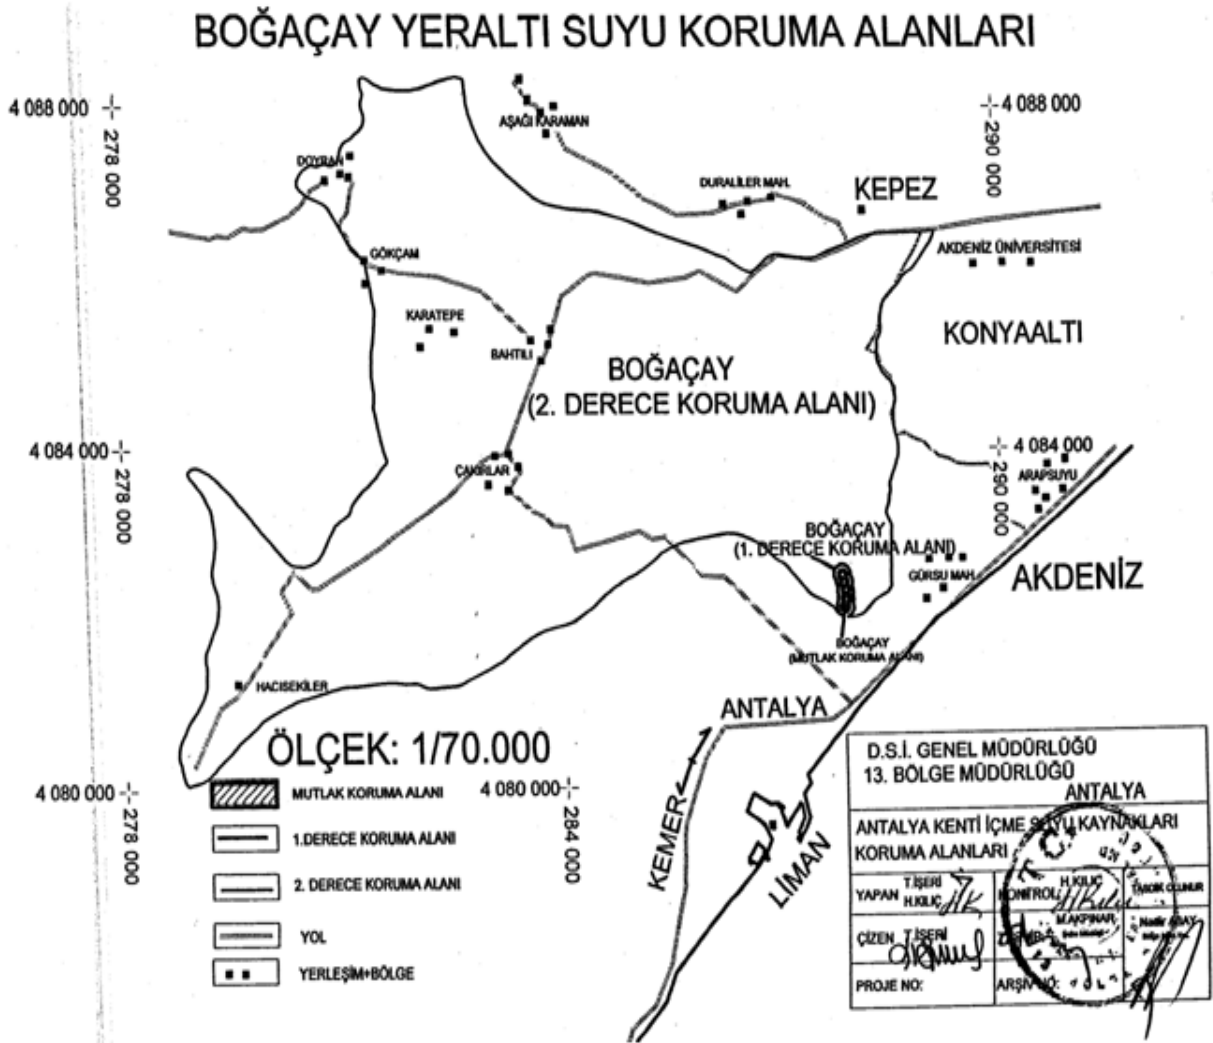 BOĞAÇAY YERALTI SUYU KORUMA ALANLARI
4 088 000
278 000
4 088 000
290 000
AŞAĞI KARAMAN
DOYRAN
DURALİLER MAH.
KEPEZ
AKDENİZ ÜNİVERSİTESİ
GÖKÇAM
KARATEPE
BAHTILI
KONYAALTI
BOĞAÇAY
(2. DERECE KORUMA ALANI)
4 084 000
278 000
4 084 000
290 000
ÇAKIRLAR
ARAPSUYU
BOĞAÇAY
(1. DERECE KORUMA ALANI)
GÜRSU MAH.
AKDENİZ
BOĞAÇAY
(MUTLAK KORUMA ALANI)
HACISEKİLER
ANTALYA
KEMER
LİMAN
ÖLÇEK: 1/70.000
4 080 000
278 000
4 080 000
284 000
MUTLAK KORUMA ALANI
1.DERECE KORUMA ALANI
2. DERECE KORUMA ALANI
YOL
YERLEŞİM+BÖLGE
D.S.İ. GENEL MÜDÜRLÜĞÜ
13. BÖLGE MÜDÜRLÜĞÜ
ANTALYA
ANTALYA KENTİ İÇME SUYU KAYNAKLARI
KORUMA ALANLARI
YAPAN T.İŞERİ H.KILIÇ
KONTROL H.KILIÇ
TASDİK OLUNUR
ÇİZEN T.İŞERİ
M.AKPINAR
PROJE NO:
ARŞİV NO:
T.C.